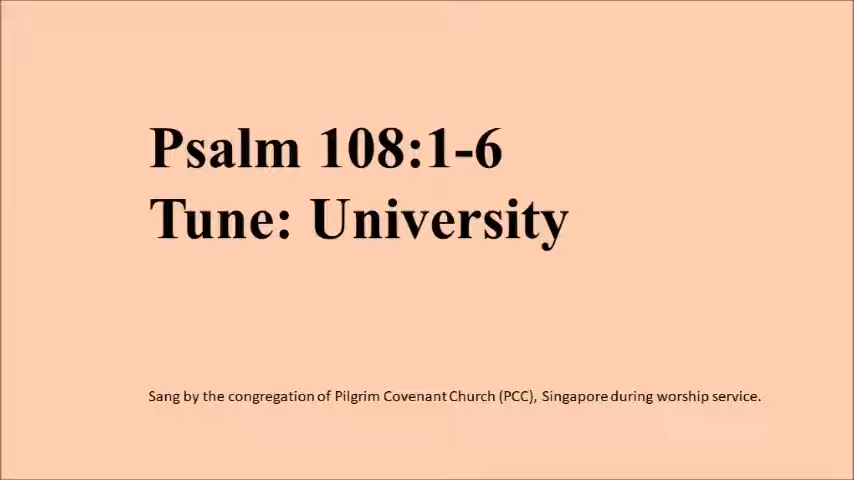 Psalm 108:1-6
Tune: University
Sang by the congregation of Pilgrim Covenant Church (PCC), Singapore during worship service.